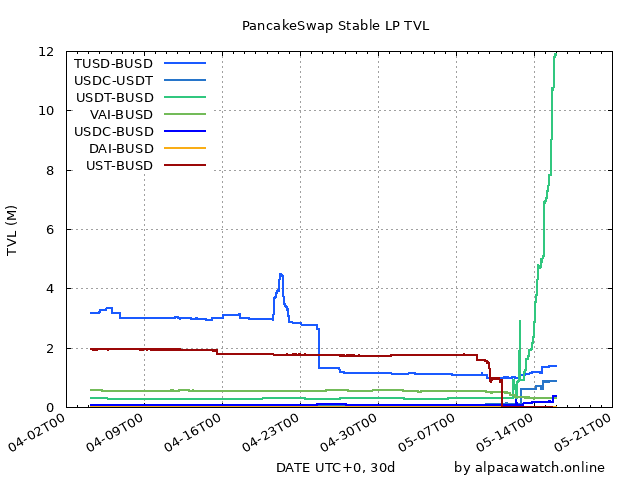 PancakeSwap Stable LP TVL
TVL (M)
12
10
8
6
4
2
0
TUSD-BUSD
USDC-USDT
USDT-BUSD
VAI-BUSD
USDC-BUSD
DAI-BUSD
UST-BUSD
04-02T00
04-09T00
04-16T00
04-23T00
04-30T00
05-07T00
05-14T00
05-21T00
DATE UTC+0, 30d
by alpacawatch.online